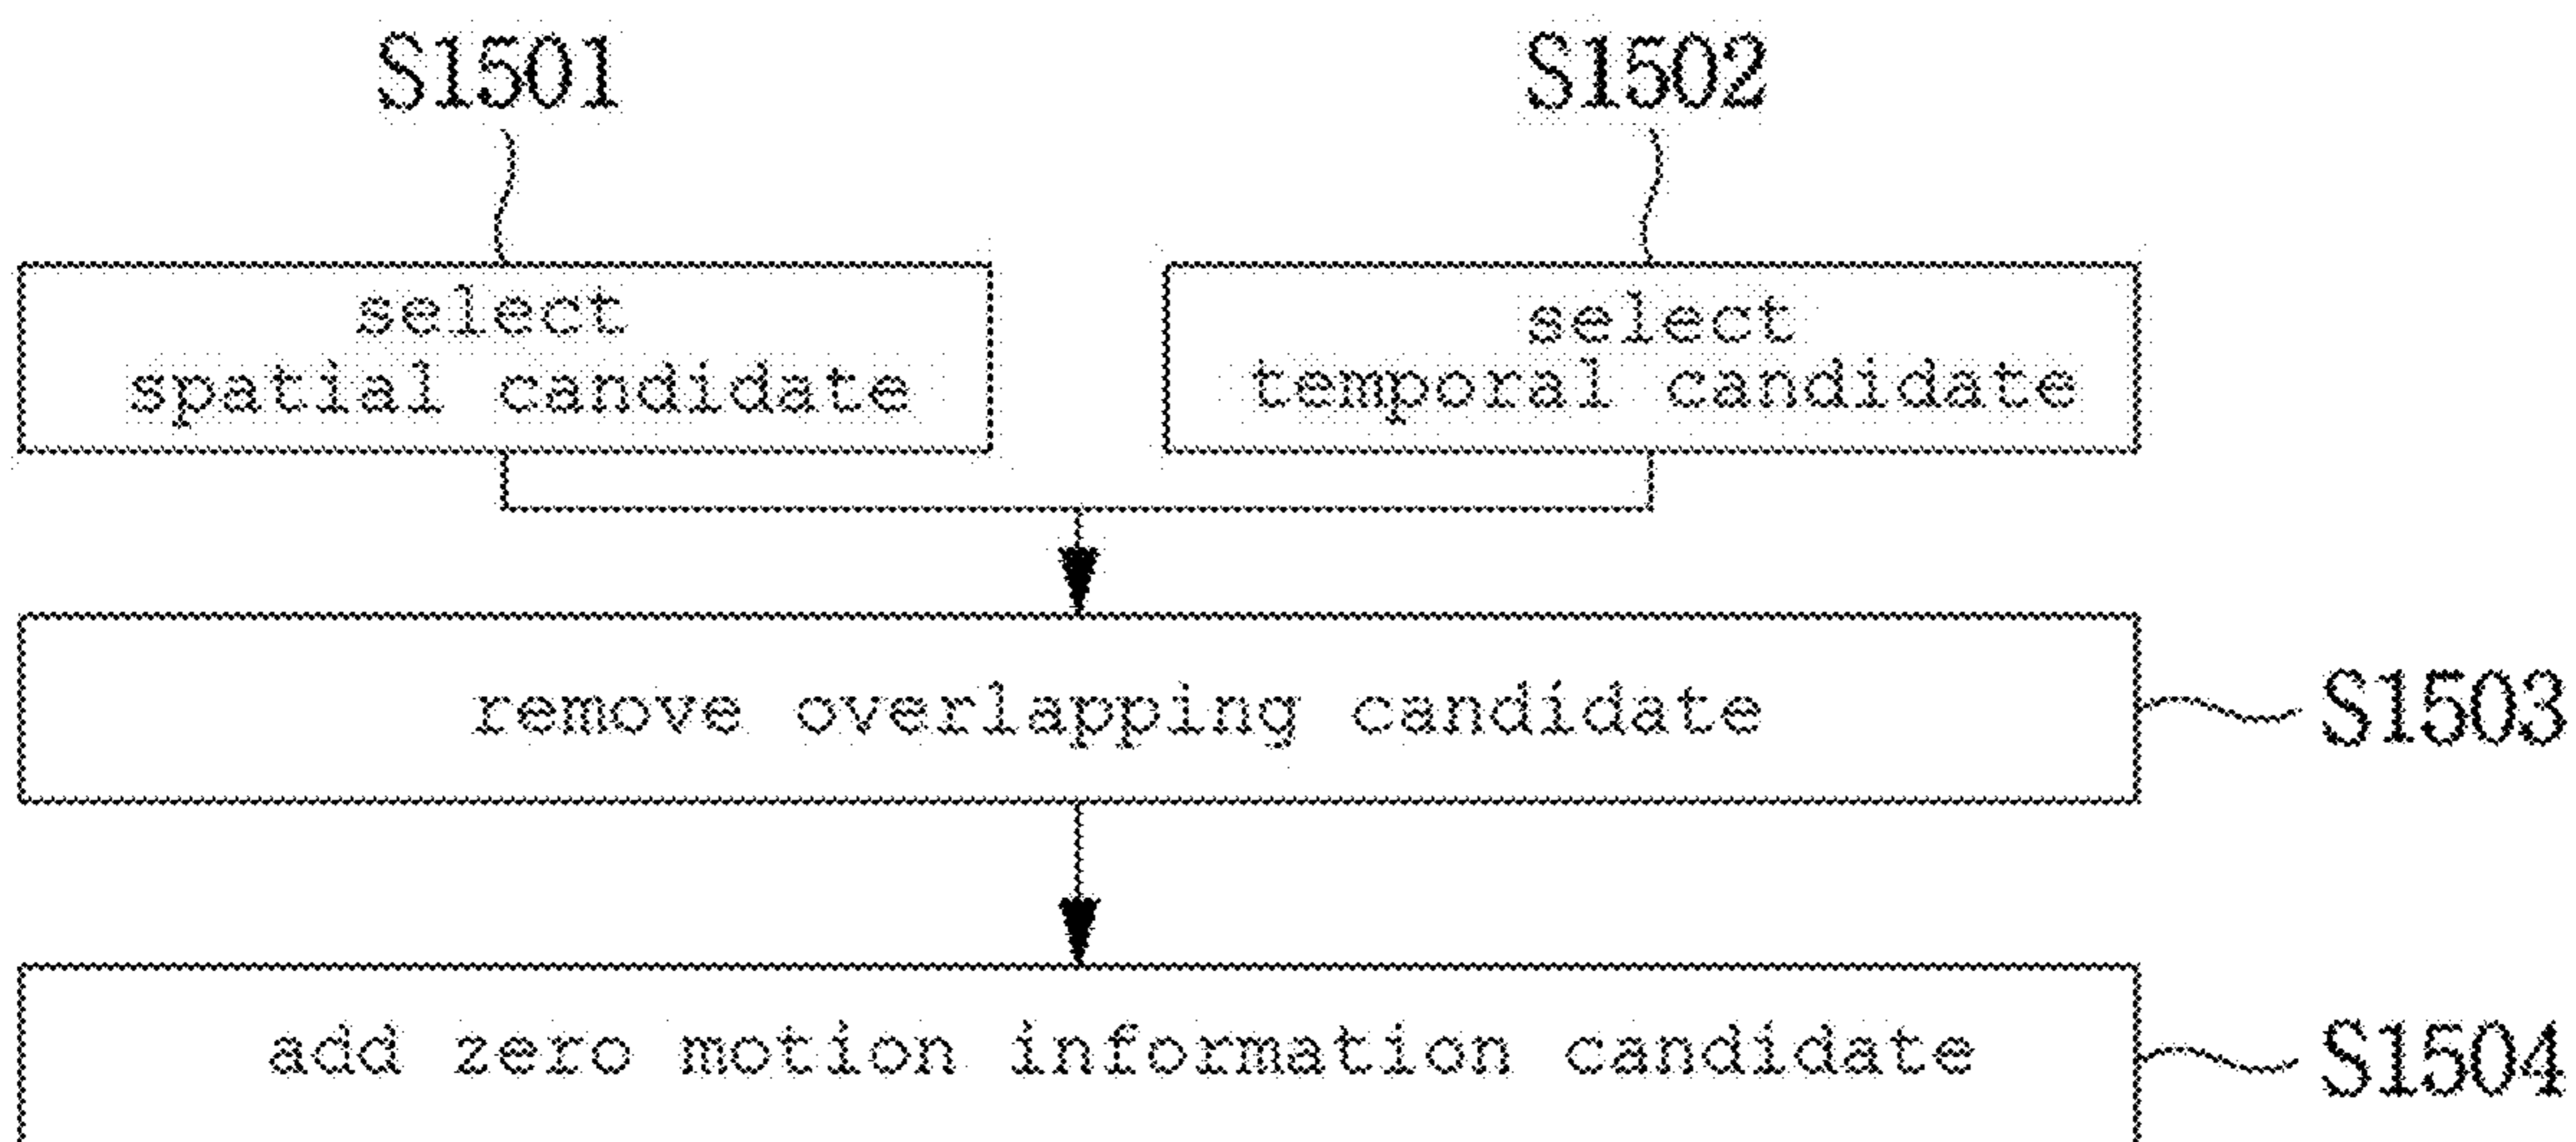 S1501
S1502
select
spatial candidate
select
temporal candidate
remove overlapping candidate
S1503
add zero motion information candidate
S1504